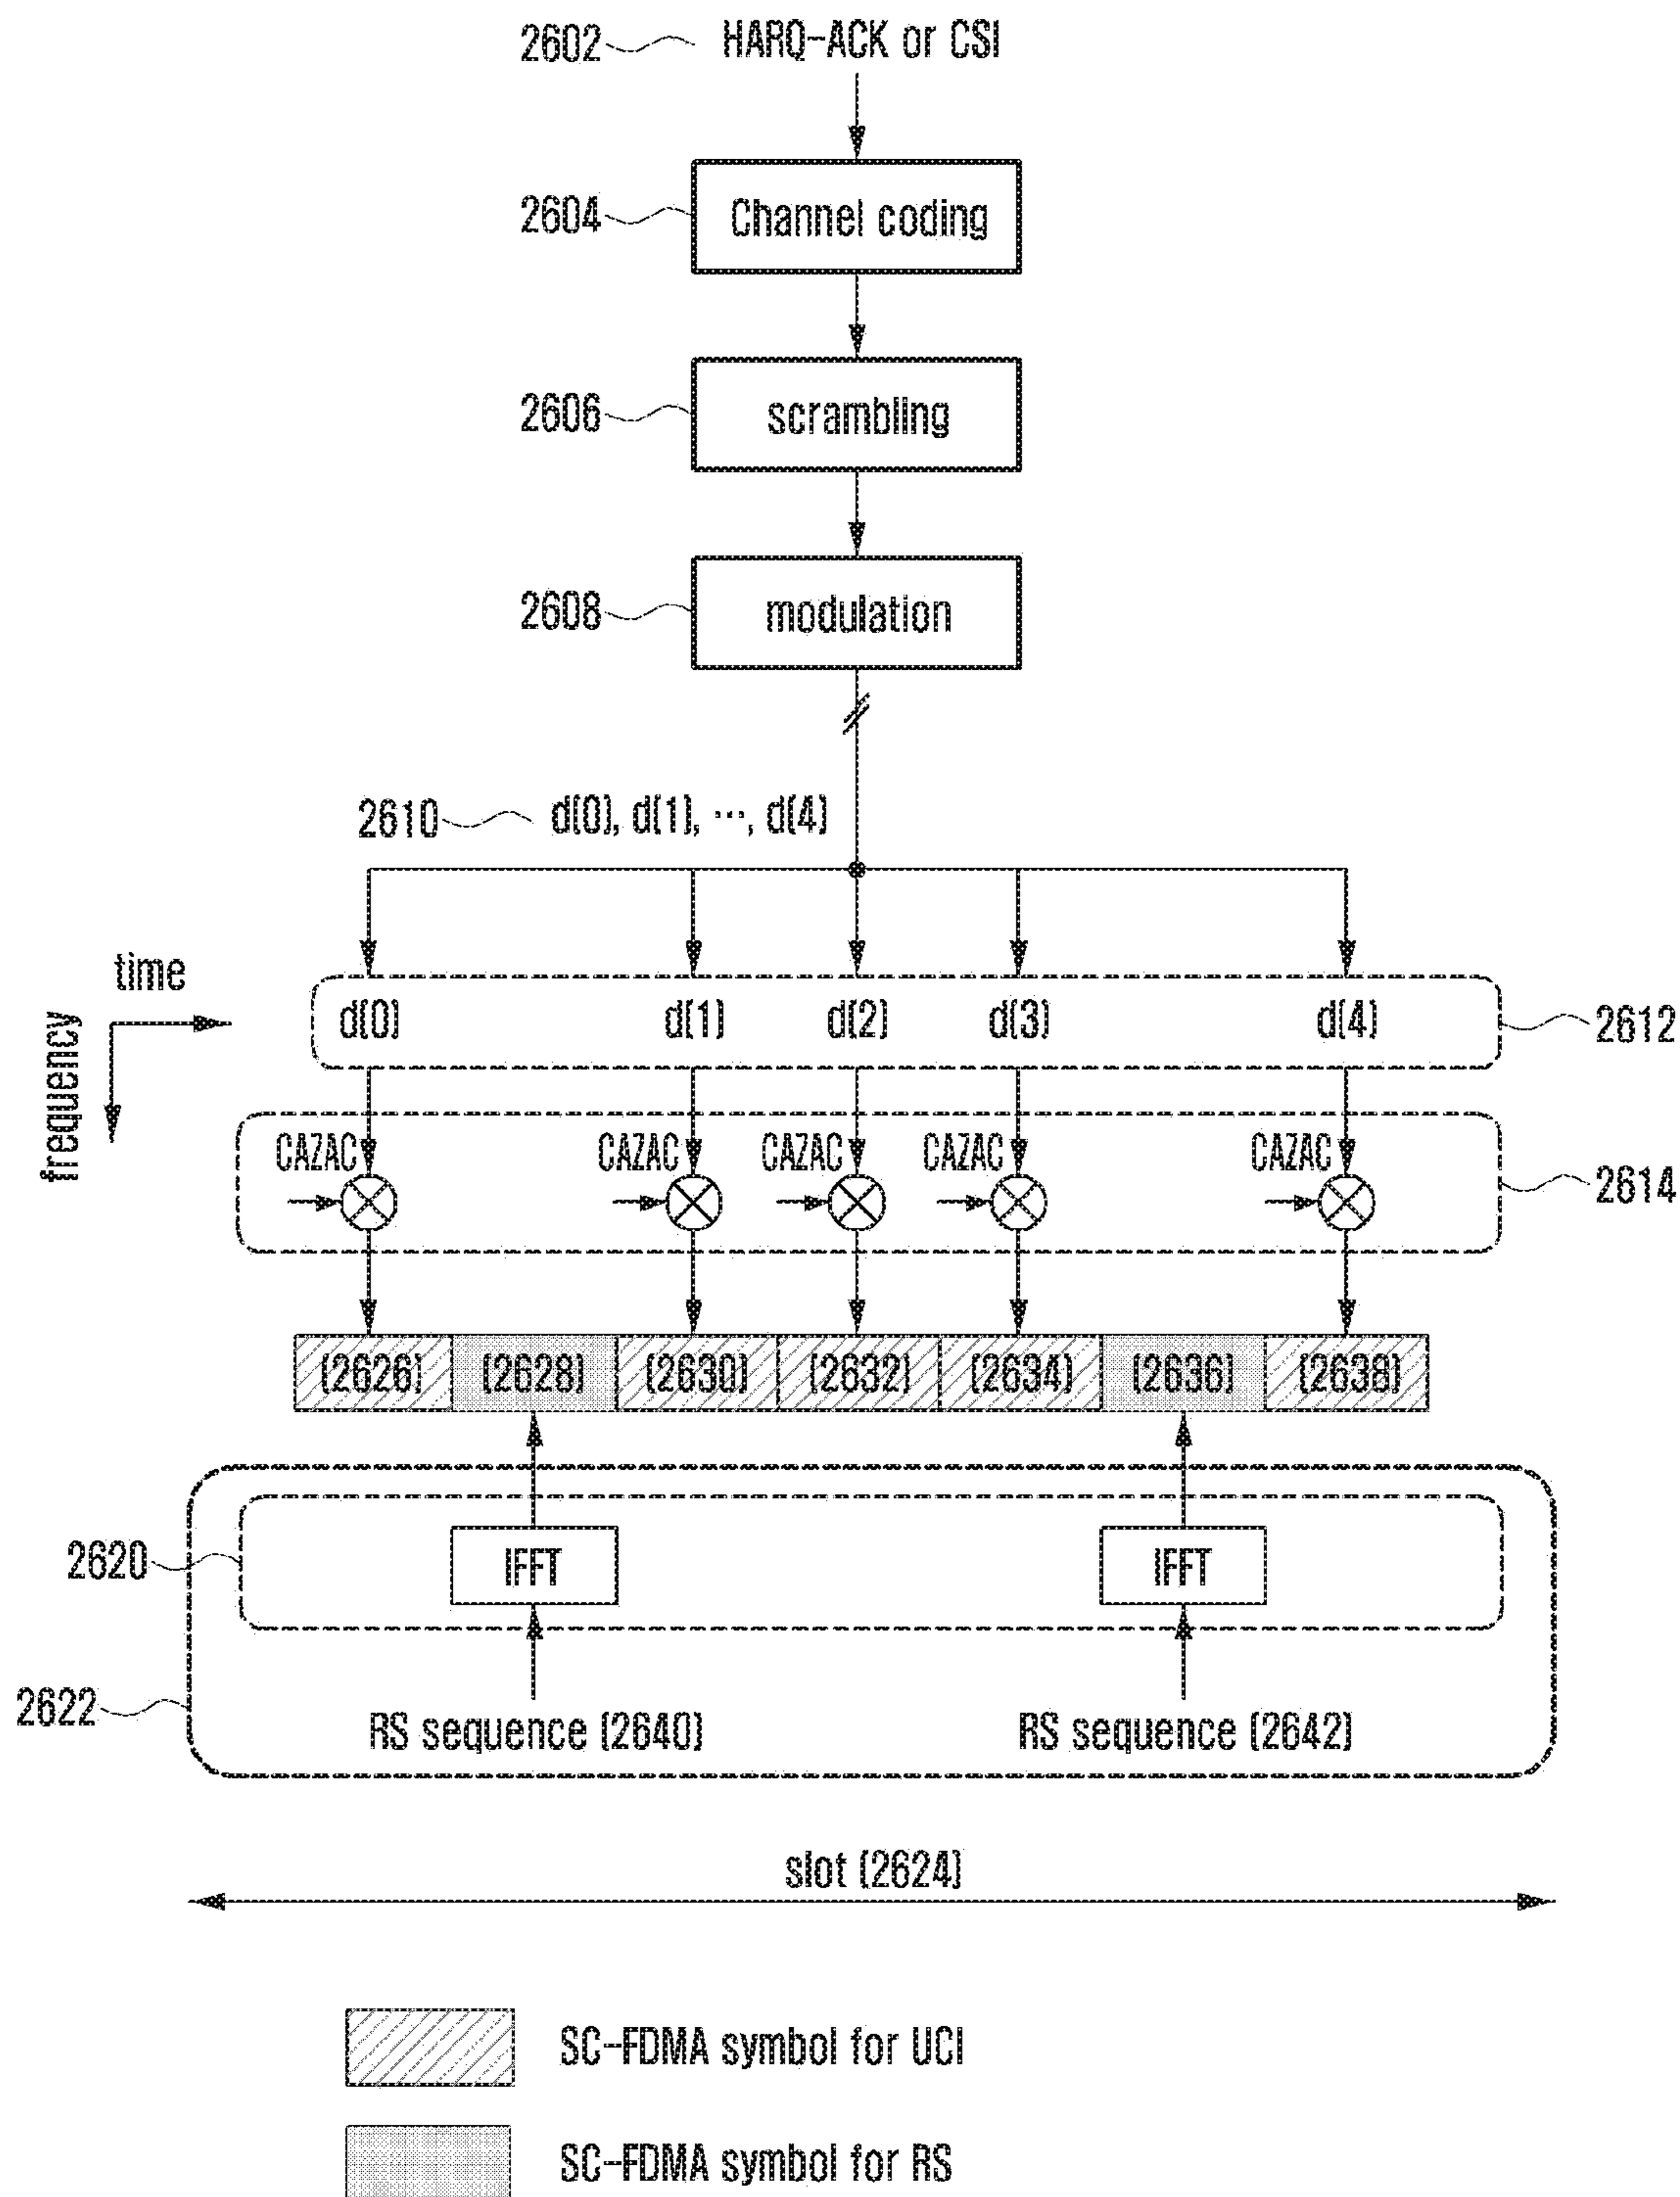 2602 HARQ-ACK or CSI
2604 Channel coding
2606 scrambling
2608 modulation
2610 d(0), d(1), ···, d(4)
time
frequency
d(0) d(1) d(2) d(3) d(4) 2612
CAZAC CAZAC CAZAC CAZAC CAZAC
2614
(2626) (2628) (2630) (2632) (2634) (2636) (2638)
2620 IFFT IFFT
2622
RS sequence (2640) RS sequence (2642)
slot (2624)
SC-FDMA symbol for UCI
SC-FDMA symbol for RS